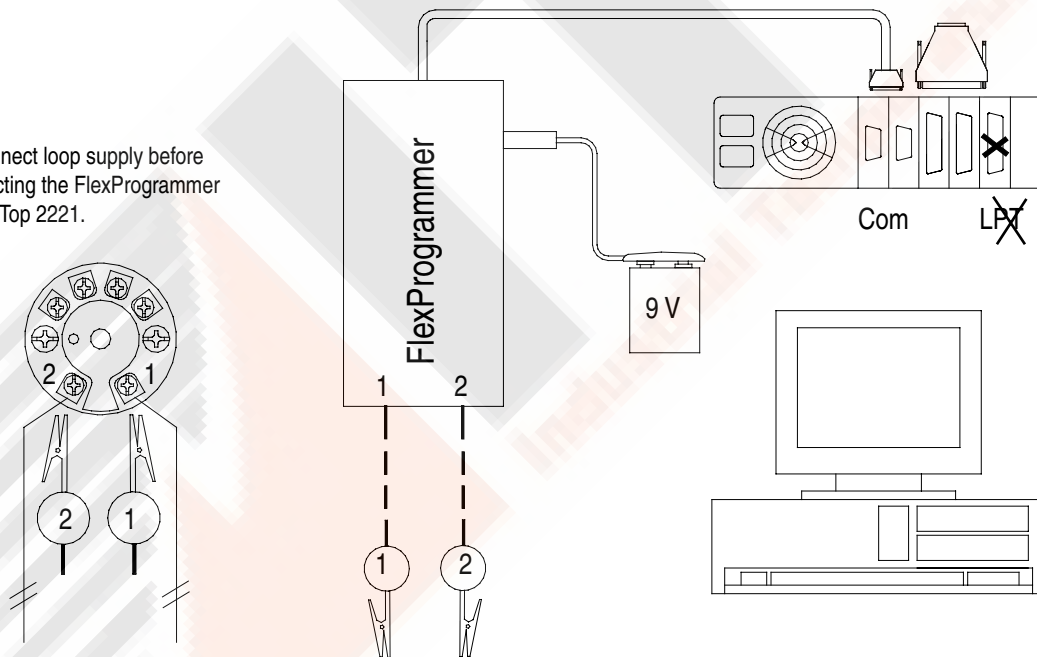 nect loop supply before
cting the FlexProgrammer
Top 2221.
FlexProgrammer
1 2
9 V
Com LPT
2 1
2 1
1 2